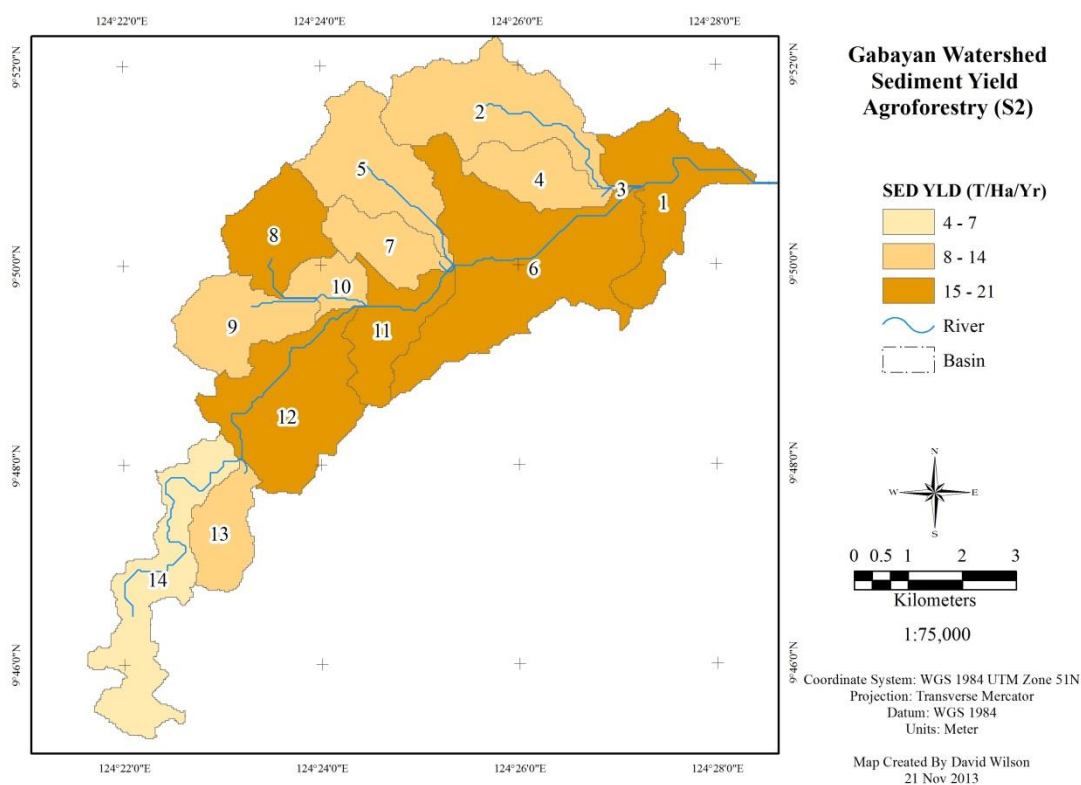 124°22'0"E 124°24'0"E 124°26'0"E 124°28'0"E
9°52'0"N
9°50'0"N
9°48'0"N
9°46'0"N
2
5
4
3
1
8
7
6
10
9
11
12
13
14
9°52'0"N
9°50'0"N
9°48'0"N
9°46'0"N
124°22'0"E 124°24'0"E 124°26'0"E 124°28'0"E
Gabayan Watershed
Sediment Yield
Agroforestry (S2)
SED YLD (T/Ha/Yr)
4 - 7
8 - 14
15 - 21
River
Basin
N
W E
S
0 0.5 1 2 3
Kilometers
1:75,000
Coordinate System: WGS 1984 UTM Zone 51N
Projection: Transverse Mercator
Datum: WGS 1984
Units: Meter
Map Created By David Wilson
21 Nov 2013